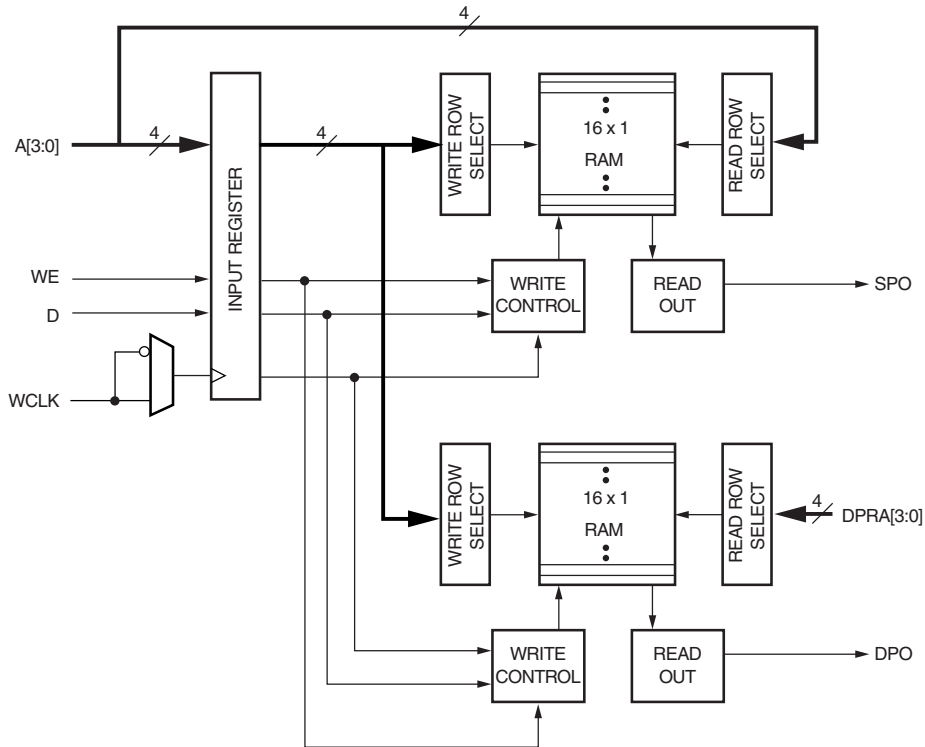 4
A[3:0]
4
INPUT REGISTER
4
WRITE ROW
SELECT
16 x 1
RAM
READ ROW
SELECT
WE
D
WCLK
WRITE
CONTROL
READ
OUT
SPO
WRITE ROW
SELECT
16 x 1
RAM
READ ROW
SELECT
4
DPRA[3:0]
WRITE
CONTROL
READ
OUT
DPO